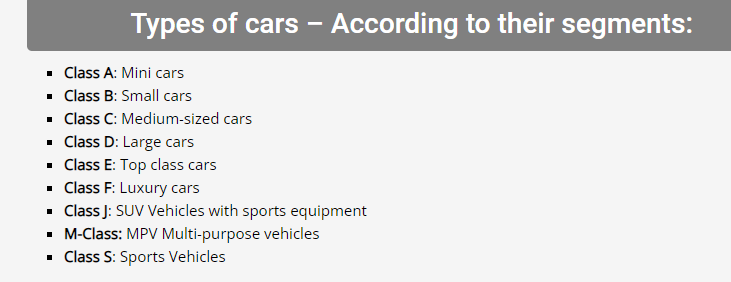 Types of cars – According to their segments:
Class A: Mini cars
Class B: Small cars
Class C: Medium-sized cars
Class D: Large cars
Class E: Top class cars
Class F: Luxury cars
Class J: SUV Vehicles with sports equipment
M-Class: MPV Multi-purpose vehicles
Class S: Sports Vehicles